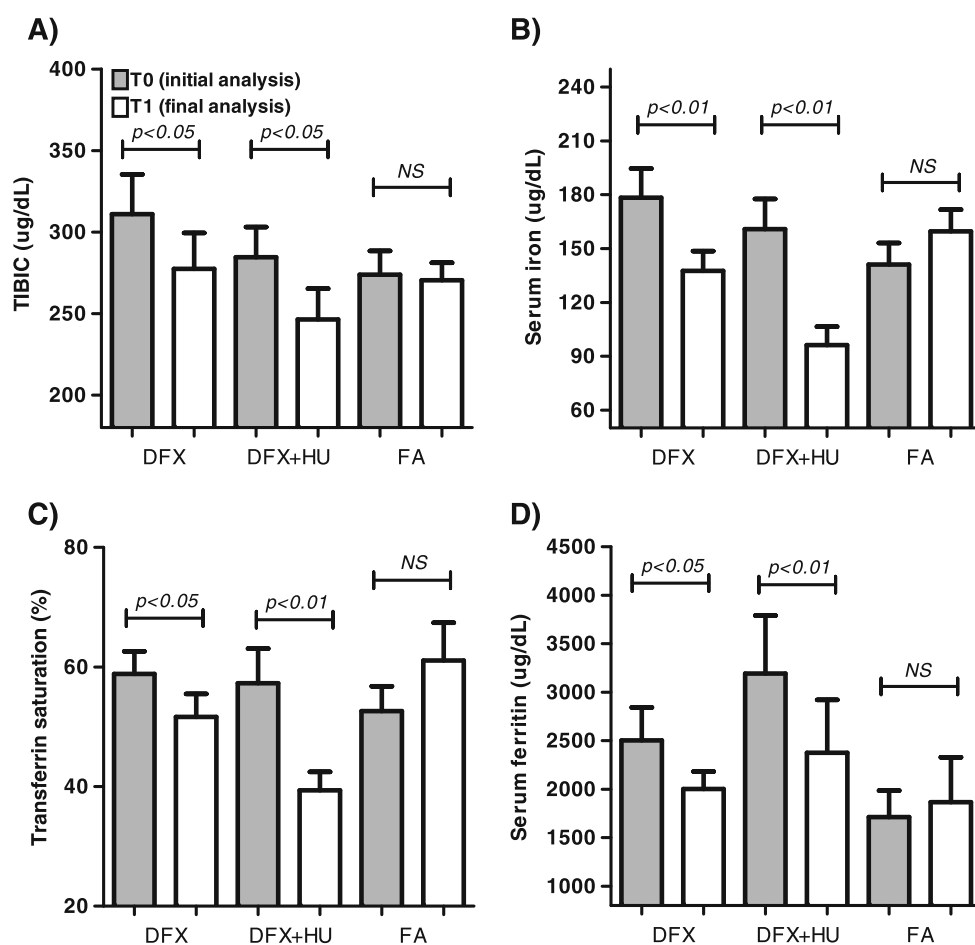 A)
TIBIC (ug/dL)
400
350
300
250
200
T0 (initial analysis)
T1 (final analysis)
p<0.05
p<0.05
NS
DFX
DFX+HU
FA
B)
Serum iron (ug/dL)
240
210
180
150
120
90
60
p<0.01
p<0.01
NS
DFX
DFX+HU
FA
C)
Transferrin saturation (%)
80
60
40
20
p<0.05
p<0.01
NS
DFX
DFX+HU
FA
D)
Serum ferritin (ug/dL)
4500
4000
3500
3000
2500
2000
1500
1000
p<0.05
p<0.01
NS
DFX
DFX+HU
FA